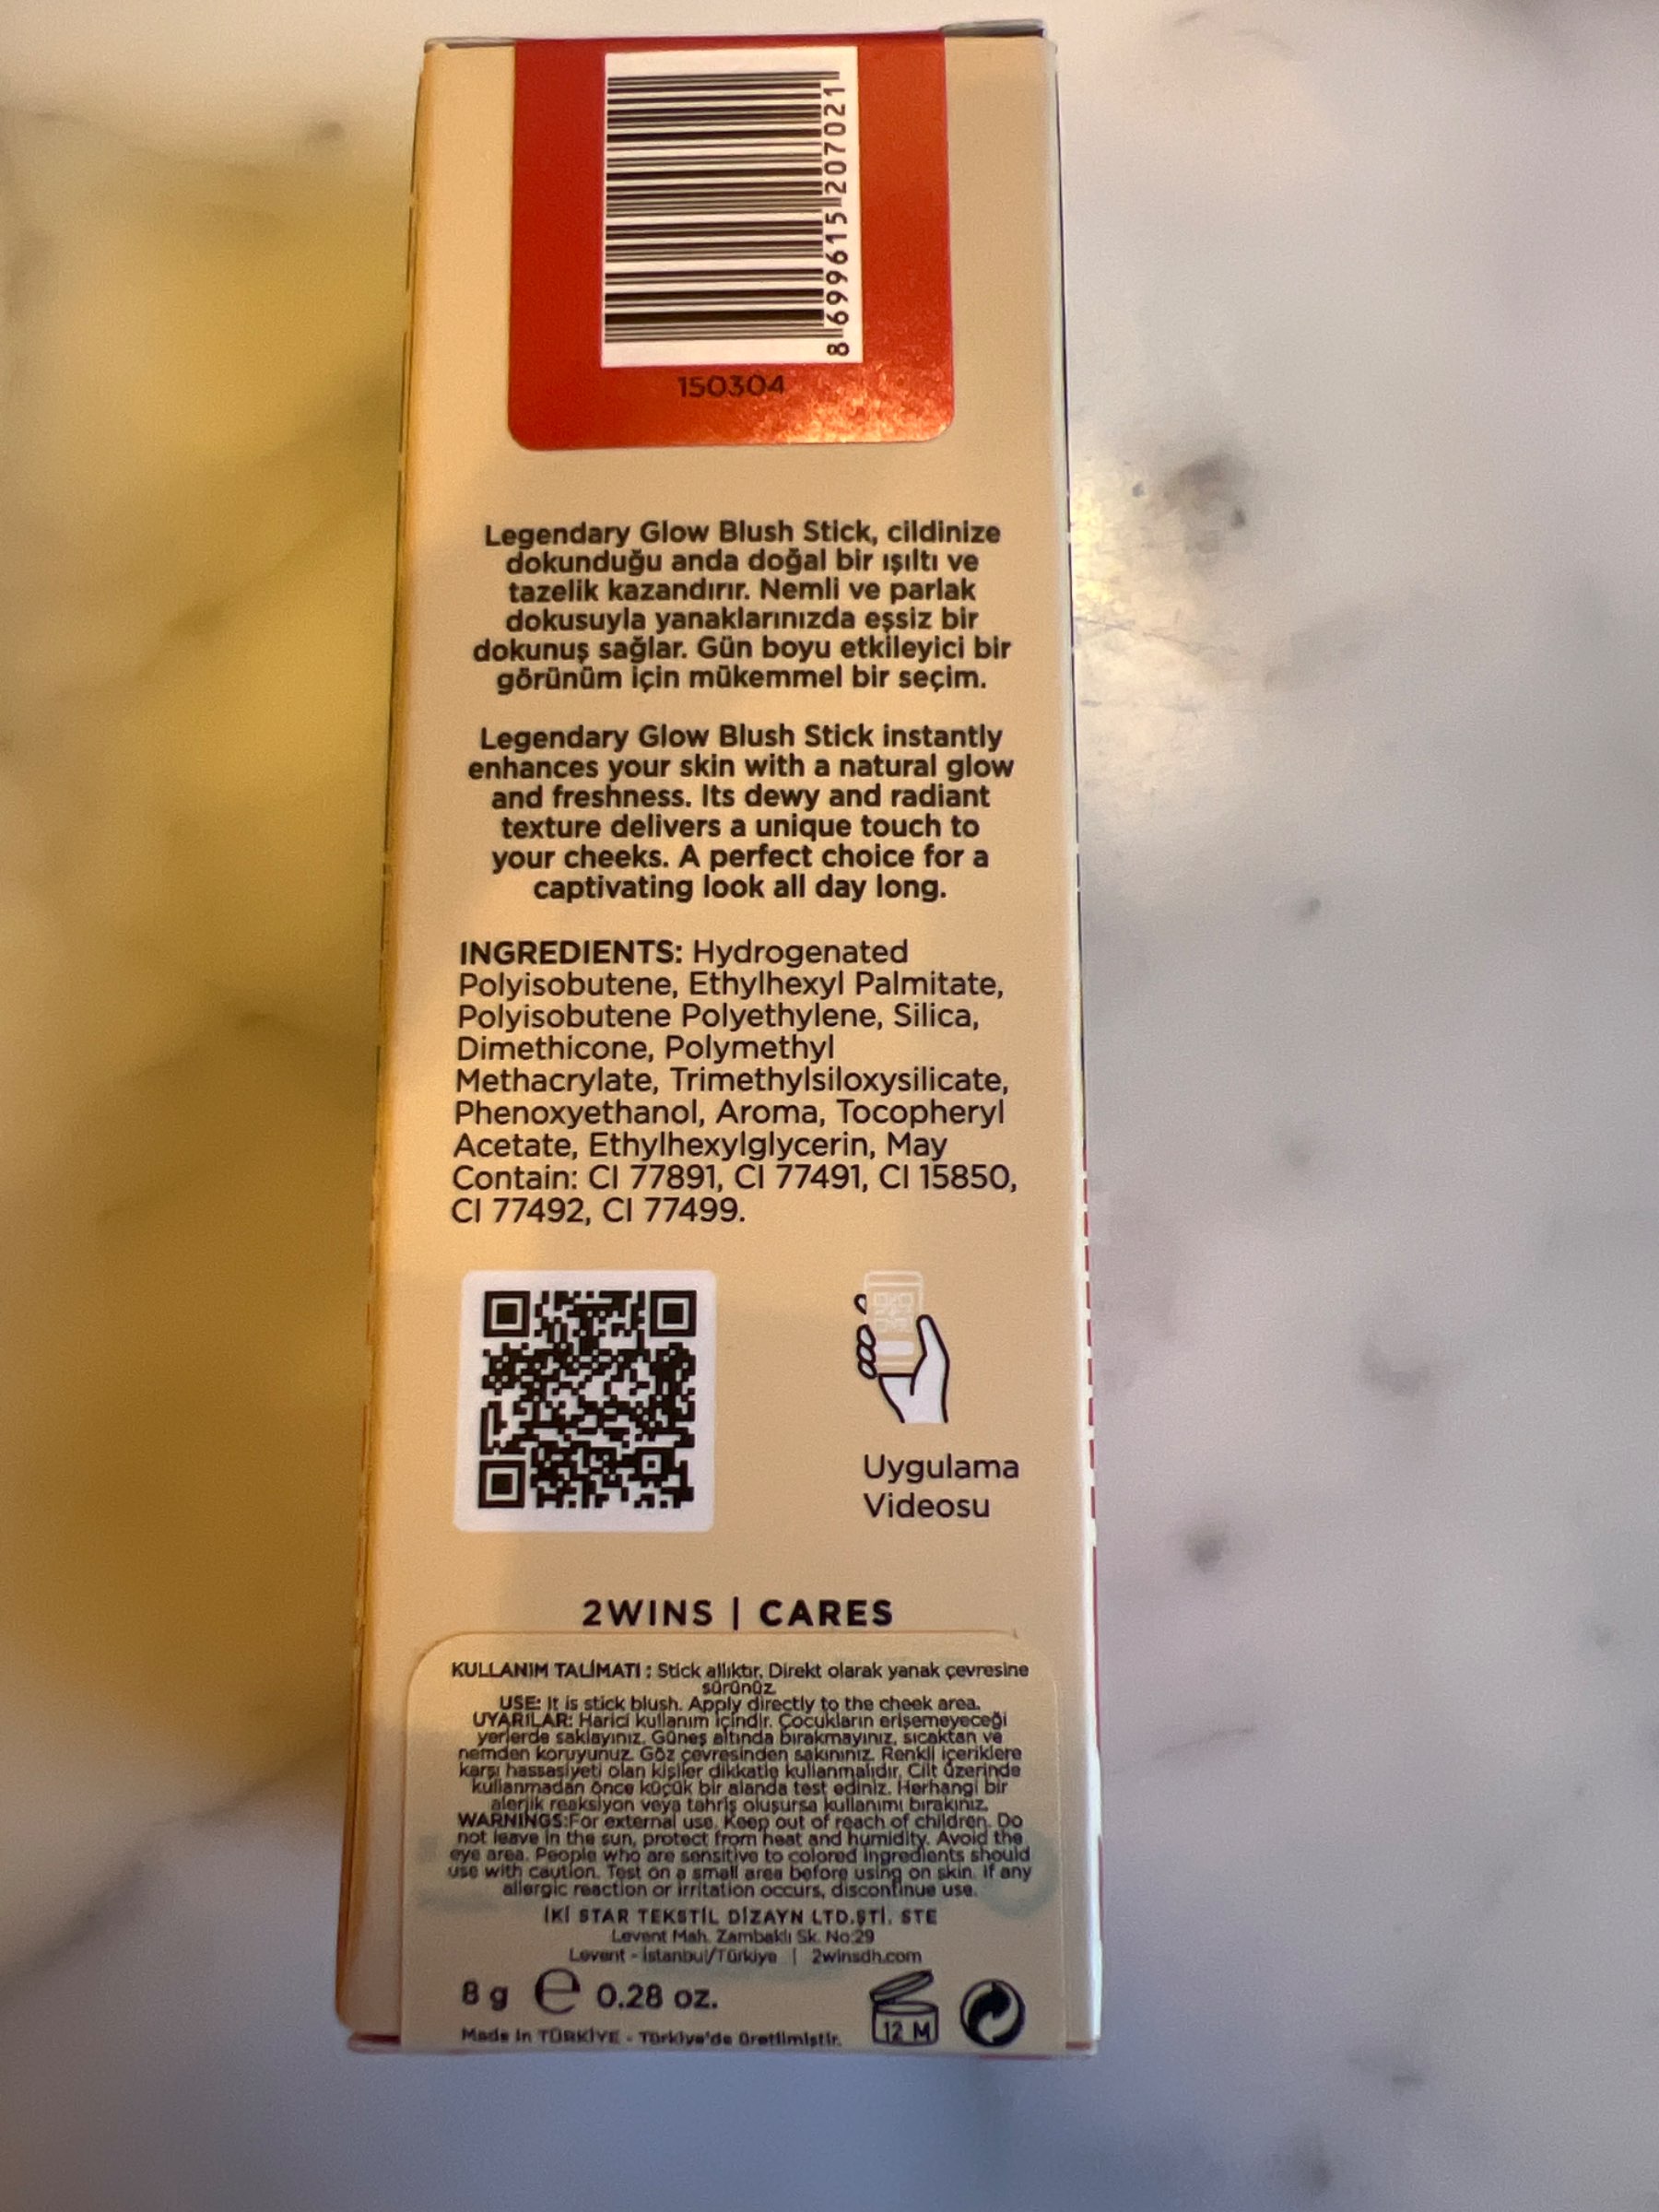 8 699615 207021
150304
Legendary Glow Blush Stick, cildinize
dokunduğu anda doğal bir ışıltı ve
tazelik kazandırır. Nemli ve parlak
dokusuyla yanaklarınızda eşsiz bir
dokunuş sağlar. Gün boyu etkileyici bir
görünüm için mükemmel bir seçim.
Legendary Glow Blush Stick instantly
enhances your skin with a natural glow
and freshness. Its dewy and radiant
texture delivers a unique touch to
your cheeks. A perfect choice for a
captivating look all day long.
INGREDIENTS: Hydrogenated
Polyisobutene, Ethylhexyl Palmitate,
Polyisobutene Polyethylene, Silica,
Dimethicone, Polymethyl
Methacrylate, Trimethylsiloxysilicate,
Phenoxyethanol, Aroma, Tocopheryl
Acetate, Ethylhexylglycerin, May
Contain: CI 77891, CI 77491, CI 15850,
CI 77492, CI 77499.
Uygulama
Videosu
2WINS | CARES
KULLANIM TALİMATI : Stick allıktır. Direkt olarak yanak çevresine
sürünüz.
USE: It is stick blush. Apply directly to the cheek area.
UYARILAR: Harici kullanım içindir. Çocukların erişemeyeceği
yerlerde saklayınız. Güneş altında bırakmayınız, sıcaktan ve
nemden koruyunuz. Göz çevresinden sakınınız. Renkli içeriklere
karşı hassasiyeti olan kişiler dikkatle kullanmalıdır. Cilt üzerinde
kullanmadan önce küçük bir alanda test ediniz. Herhangi bir
alerjik reaksiyon veya tahriş oluşursa kullanımı bırakınız.
WARNINGS:For external use. Keep out of reach of children. Do
not leave in the sun, protect from heat and humidity. Avoid the
eye area. People who are sensitive to colored ingredients should
use with caution. Test on a small area before using on skin. If any
allergic reaction or irritation occurs, discontinue use.
İKİ STAR TEKSTİL DİZAYN LTD.ŞTİ. STE
Levent Mah. Zambaklı Sk. No:29
Levent - İstanbul/Türkiye | 2winsdh.com
8 g e 0.28 oz.
12 M
Made in TÜRKİYE - Türkiye'de Üretilmiştir.